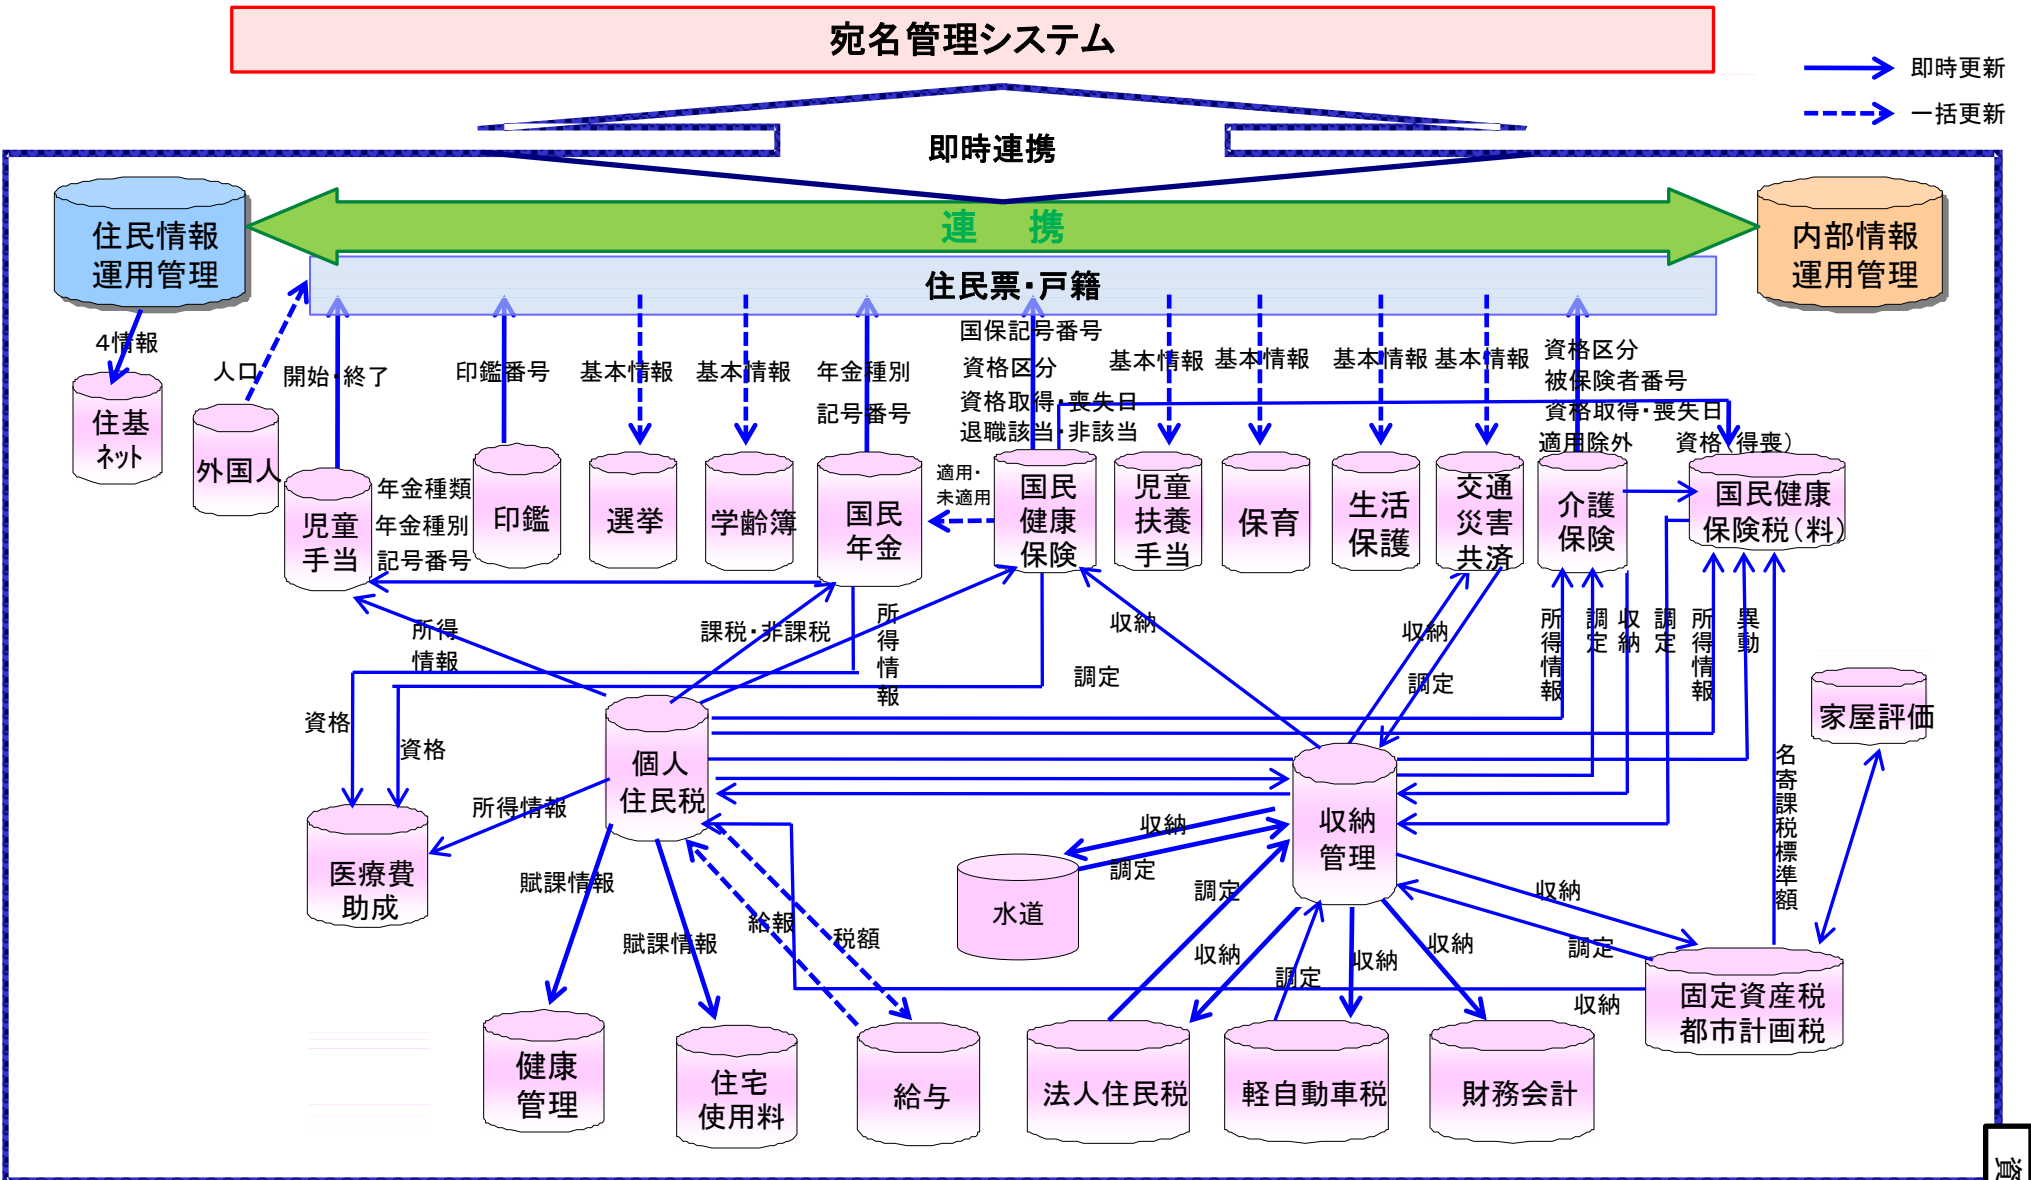 宛名管理システム
即時更新
一括更新
即時連携
連 携
住民情報
運用管理
内部情報
運用管理
住民票・戸籍
4情報
人口
開始・終了
印鑑番号
基本情報
基本情報
年金種別
記号番号
国保記号番号
資格区分
資格取得・喪失日
退職該当・非該当
基本情報
基本情報
基本情報
基本情報
資格区分
被保険者番号
資格取得・喪失日
適用除外
資格(得喪)
住基
ネット
外国人
児童
手当
年金種類
年金種別
記号番号
印鑑
選挙
学齢簿
国民
年金
適用・
未適用
国民
健康
保険
児童
扶養
手当
保育
生活
保護
交通
災害
共済
介護
保険
国民健康
保険税(料)
所得
情報
課税・非課税
所得情報
収納
調定
収納
調定
所得情報
調定
収納
調定
所得情報
異動
家屋評価
資格
資格
個人
住民税
所得情報
名寄課税標準額
収納
管理
収納
調定
医療費
助成
賦課情報
賦課情報
給報
税額
水道
調定
収納
調定
収納
収納
収納
調定
収納
固定資産税
都市計画税
健康
管理
住宅
使用料
給与
法人住民税
軽自動車税
財務会計
資